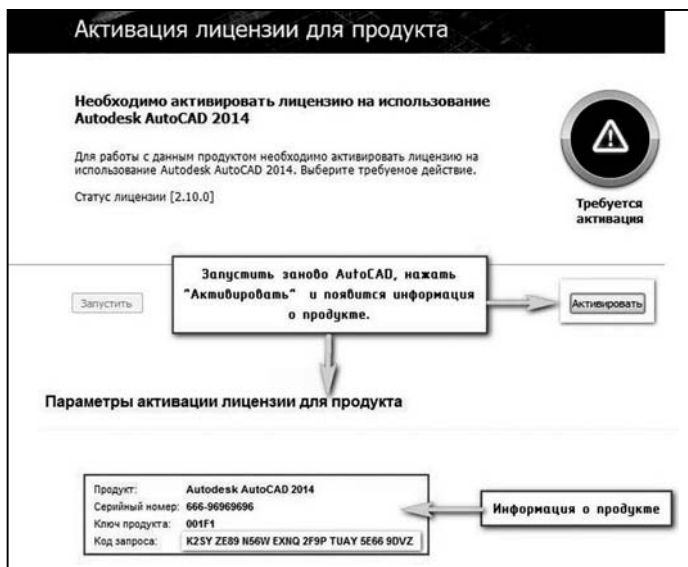 Активация лицензии для продукта
Необходимо активировать лицензию на использование
Autodesk AutoCAD 2014
Для работы с данным продуктом необходимо активировать лицензию на
использование Autodesk AutoCAD 2014. Выберите требуемое действие.
Статус лицензии [2.10.0]
Требуется
активация
Запустить
Запустить заново AutoCAD, нажать
"Активировать" и появится информация
о продукте.
Активировать
Параметры активации лицензии для продукта
Продукт: Autodesk AutoCAD 2014
Серийный номер: 666-96969696
Ключ продукта: 001F1
Код запроса: K2SY ZE89 N56W EXNQ 2F9P TUAY 5E66 9DVZ
Информация о продукте